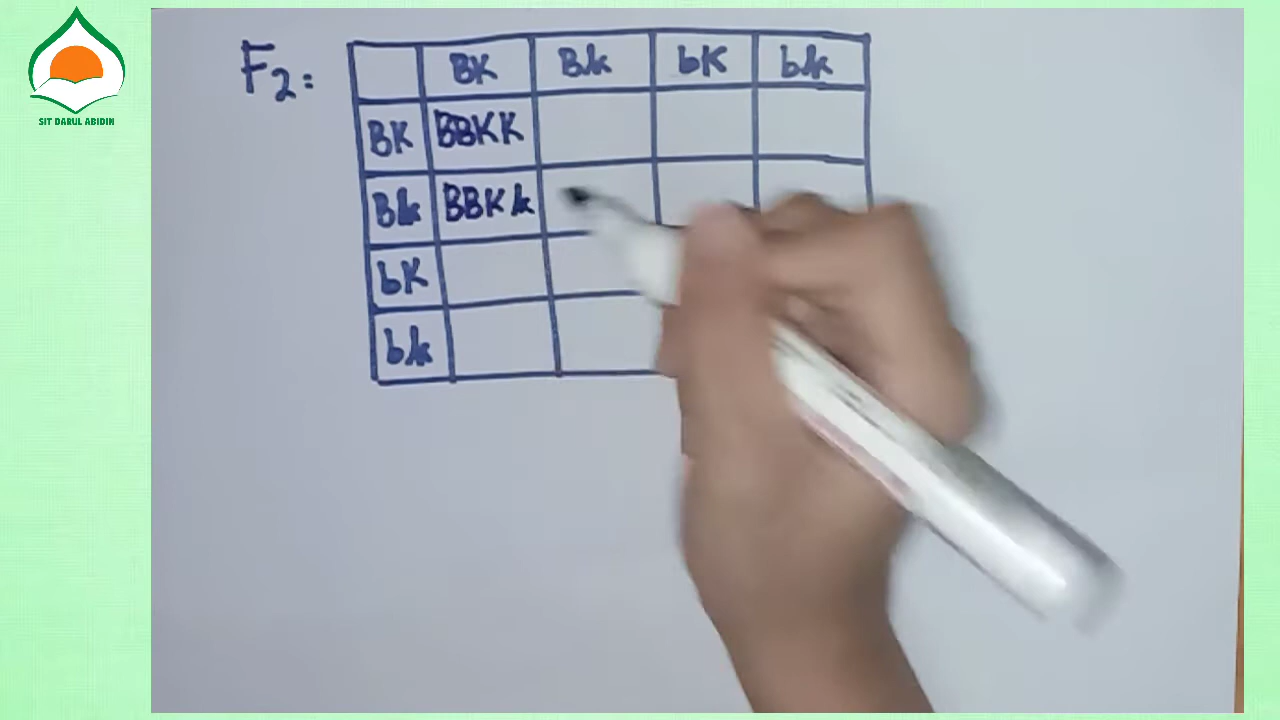 SIT DARUL ABIDIN
F2:
BK Bk bK bk
BK BBKK
Bk BBKk
bK
bk